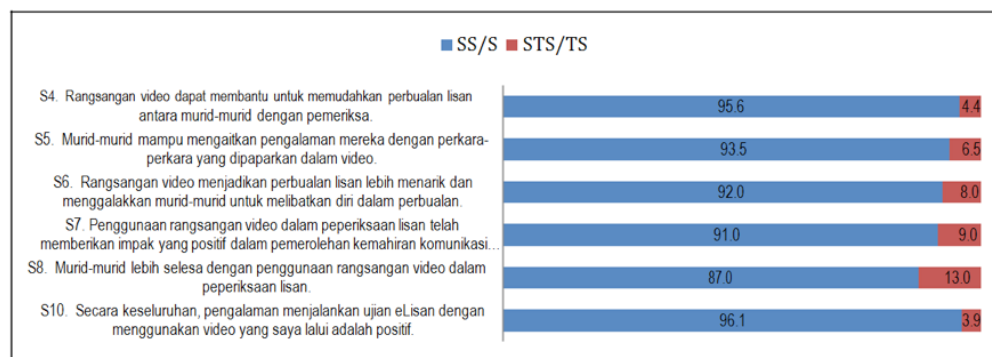 SS/S STS/TS
S4. Rangsangan video dapat membantu untuk memudahkan perbualan lisan
antara murid-murid dengan pemeriksa.
95.6 4.4
S5. Murid-murid mampu mengaitkan pengalaman mereka dengan perkara-
perkara yang dipaparkan dalam video.
93.5 6.5
S6. Rangsangan video menjadikan perbualan lisan lebih menarik dan
menggalakkan murid-murid untuk melibatkan diri dalam perbualan.
92.0 8.0
S7. Penggunaan rangsangan video dalam peperiksaan lisan telah
memberikan impak yang positif dalam pemerolehan kemahiran komunikasi...
91.0 9.0
S8. Murid-murid lebih selesa dengan penggunaan rangsangan video dalam
peperiksaan lisan.
87.0 13.0
S10. Secara keseluruhan, pengalaman menjalankan ujian eLisan dengan
menggunakan video yang saya lalui adalah positif.
96.1 3.9